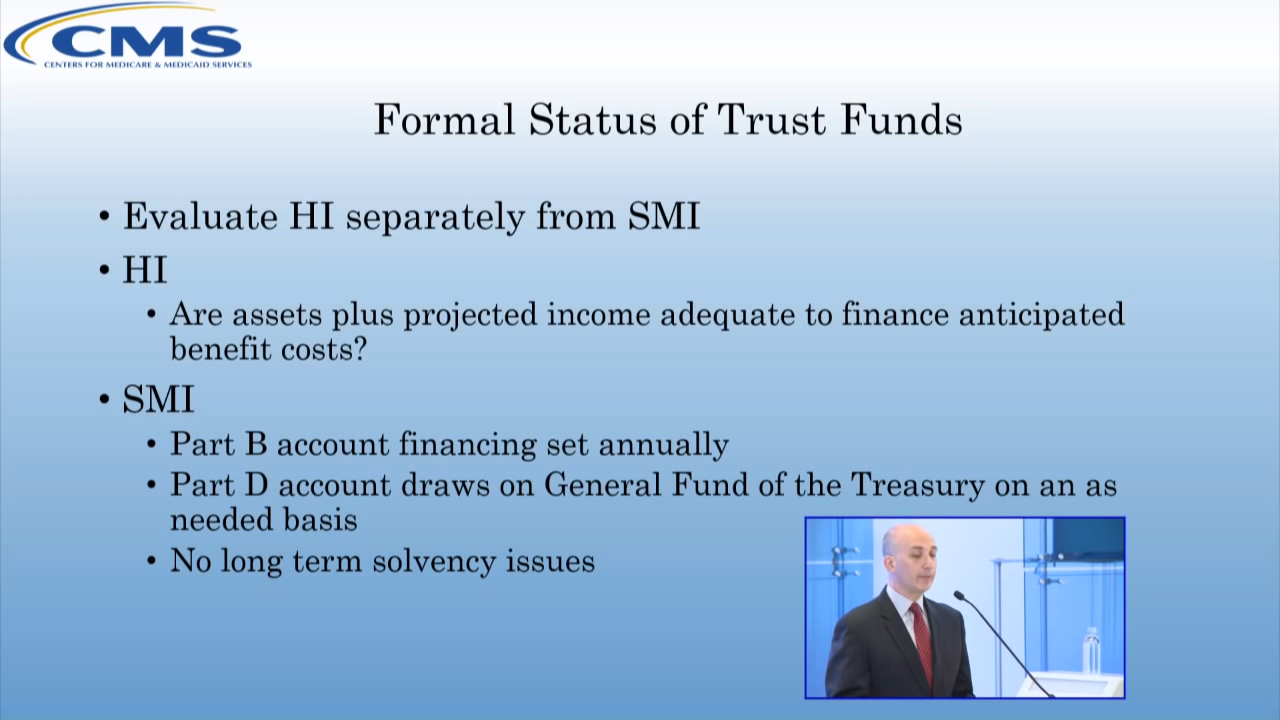 CMS
CENTERS FOR MEDICARE & MEDICAID SERVICES
Formal Status of Trust Funds
• Evaluate HI separately from SMI
• HI
• Are assets plus projected income adequate to finance anticipated
benefit costs?
• SMI
• Part B account financing set annually
• Part D account draws on General Fund of the Treasury on an as
needed basis
• No long term solvency issues